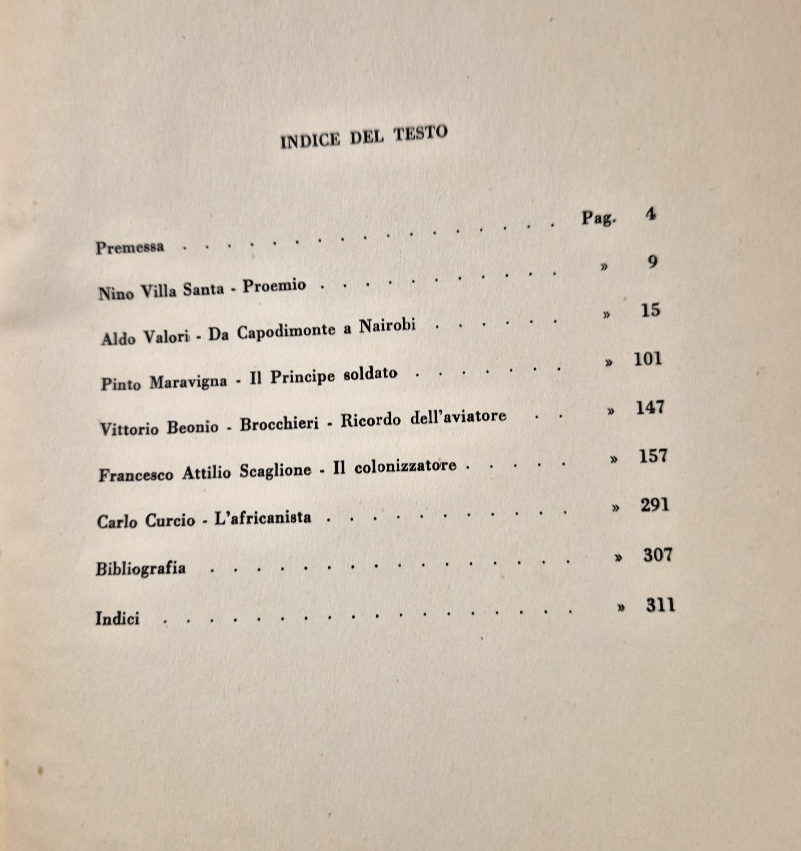 INDICE DEL TESTO
Premessa . . . . . . . . . . . . . . . . . Pag. 4
Nino Villa Santa - Proemio . . . . . . . . . . . » 9
Aldo Valori - Da Capodimonte a Nairobi . . . . . . » 15
Pinto Maravigna - Il Principe soldato . . . . . . . » 101
Vittorio Beonio - Brocchieri - Ricordo dell'aviatore . . » 147
Francesco Attilio Scaglione - Il colonizzatore . . . . . » 157
Carlo Curcio - L'africanista . . . . . . . . . . . » 291
Bibliografia . . . . . . . . . . . . . . . . » 307
Indici . . . . . . . . . . . . . . . . . . » 311